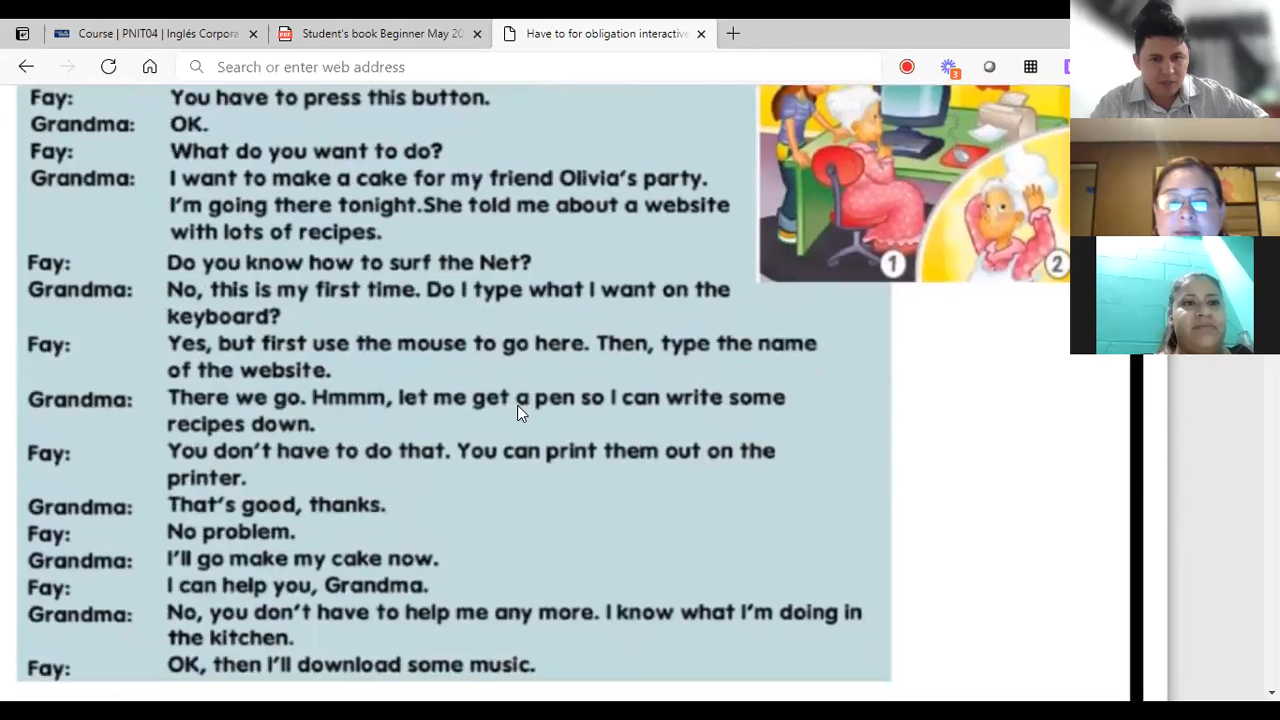 Course | PNIT04 | Inglés Corpora
Student's book Beginner May 20
Have to for obligation interactive
Search or enter web address
3
Fay: You have to press this button.
Grandma: OK.
Fay: What do you want to do?
Grandma: I want to make a cake for my friend Olivia's party.
I'm going there tonight.She told me about a website
with lots of recipes.
Fay: Do you know how to surf the Net?
Grandma: No, this is my first time. Do I type what I want on the
keyboard?
Fay: Yes, but first use the mouse to go here. Then, type the name
of the website.
Grandma: There we go. Hmmm, let me get a pen so I can write some
recipes down.
Fay: You don't have to do that. You can print them out on the
printer.
Grandma: That's good, thanks.
Fay: No problem.
Grandma: I'll go make my cake now.
Fay: I can help you, Grandma.
Grandma: No, you don't have to help me any more. I know what I'm doing in
the kitchen.
Fay: OK, then I'll download some music.
1
2